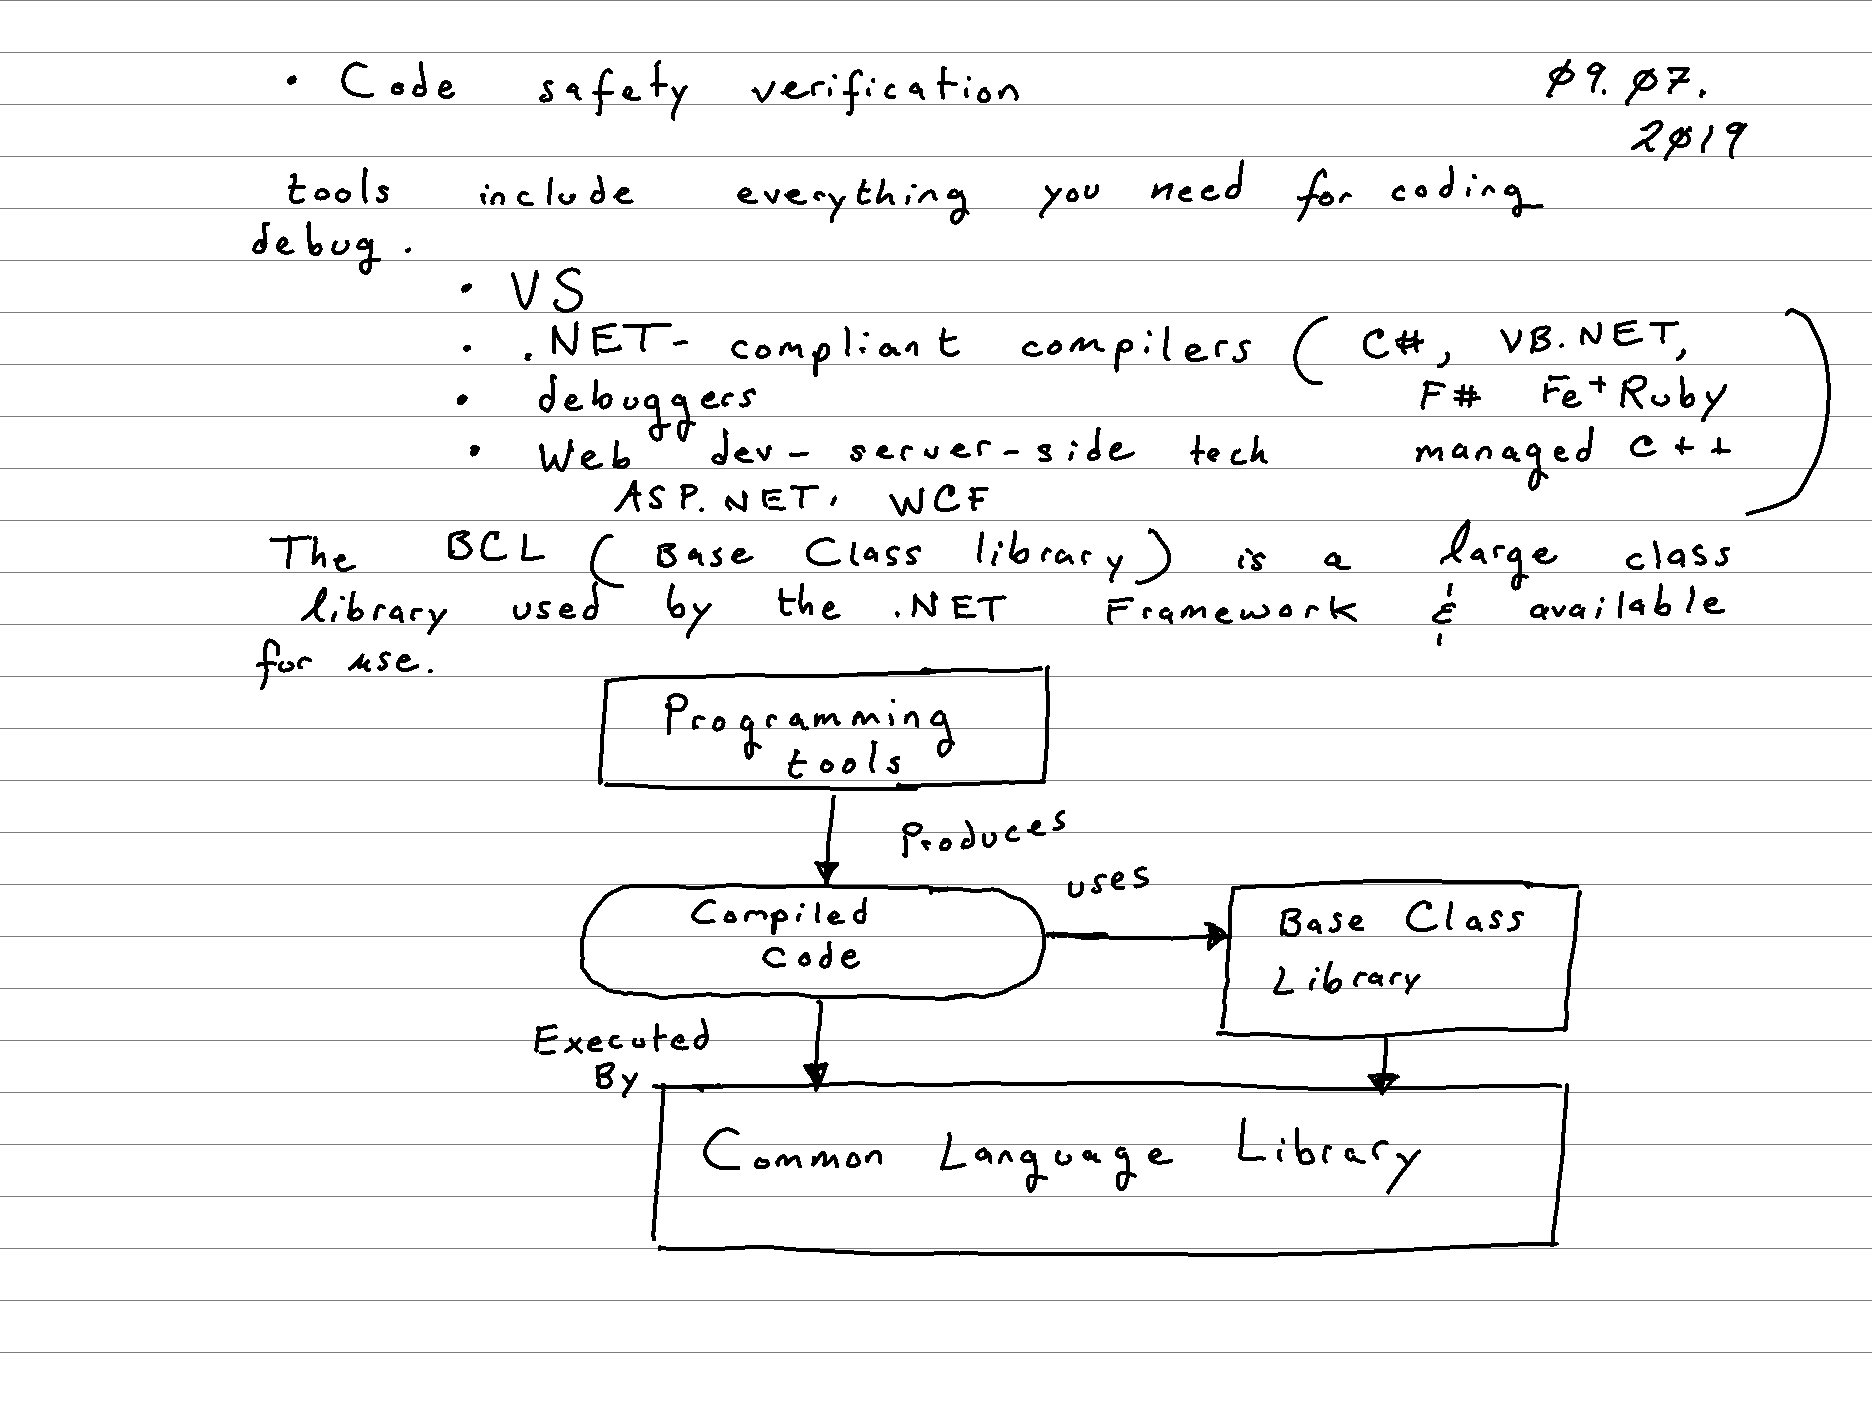 • Code safety verification
09. 07.
2019
tools include everything you need for coding
debug.
• VS
• .NET- compliant compilers ( C#, VB.NET,
• debuggers F# Fe+Ruby
• Web dev - server-side tech managed C++ )
ASP.NET, WCF
The BCL (Base Class library) is a large class
library used by the .NET Framework & available
for use.
Programming
tools
Produces
uses
Compiled
Code
Base Class
Library
Executed
By
Common Language Library